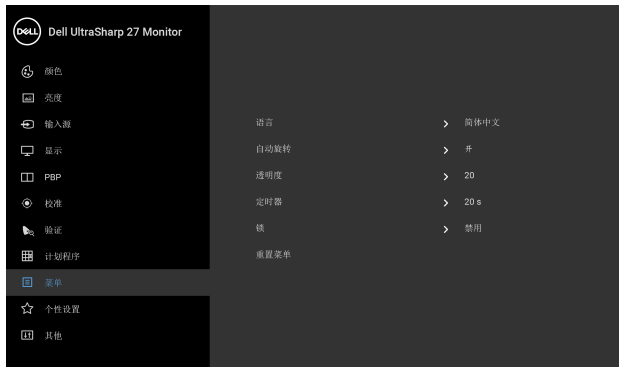 DELL
Dell UltraSharp 27 Monitor
颜色
亮度
输入源
显示
PBP
校准
验证
计划程序
菜单
个性设置
其他
语言 简体中文
自动旋转 开
透明度 20
定时器 20 s
锁 禁用
重置菜单